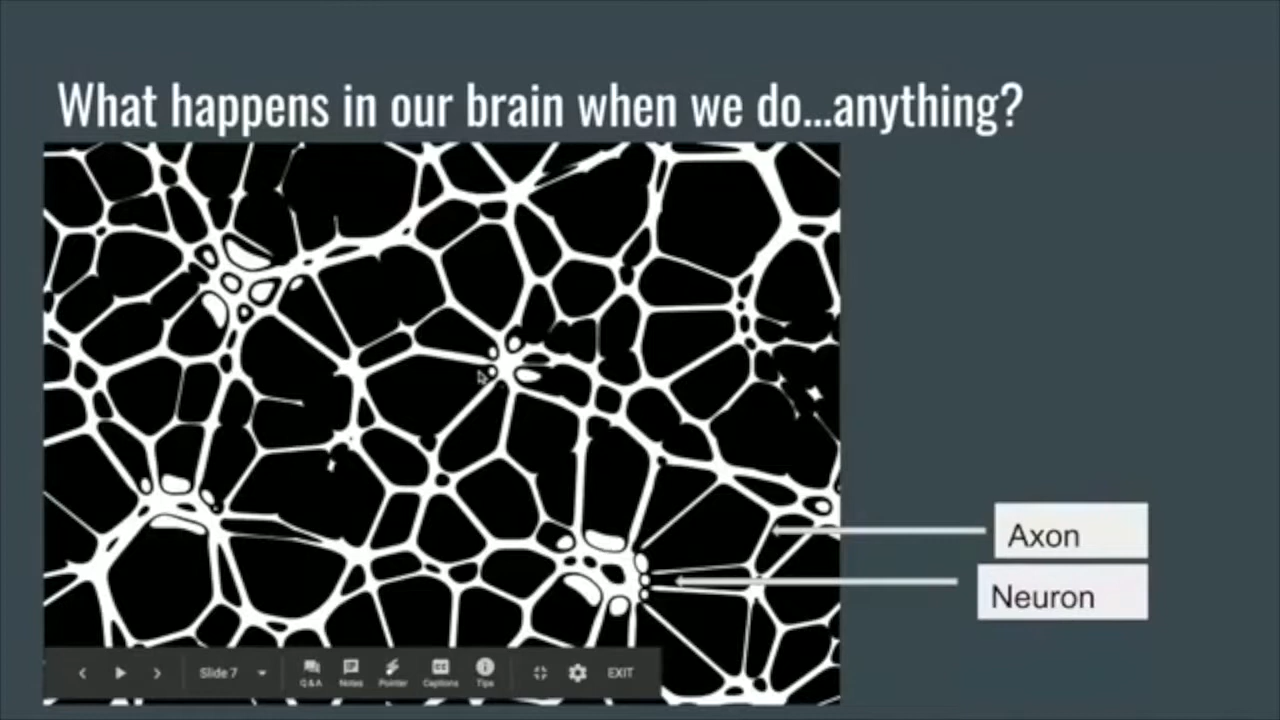 What happens in our brain when we do...anything?
Axon
Neuron
Slide 7
Q&A
Notes
Pointer
Captions
Tips
EXIT